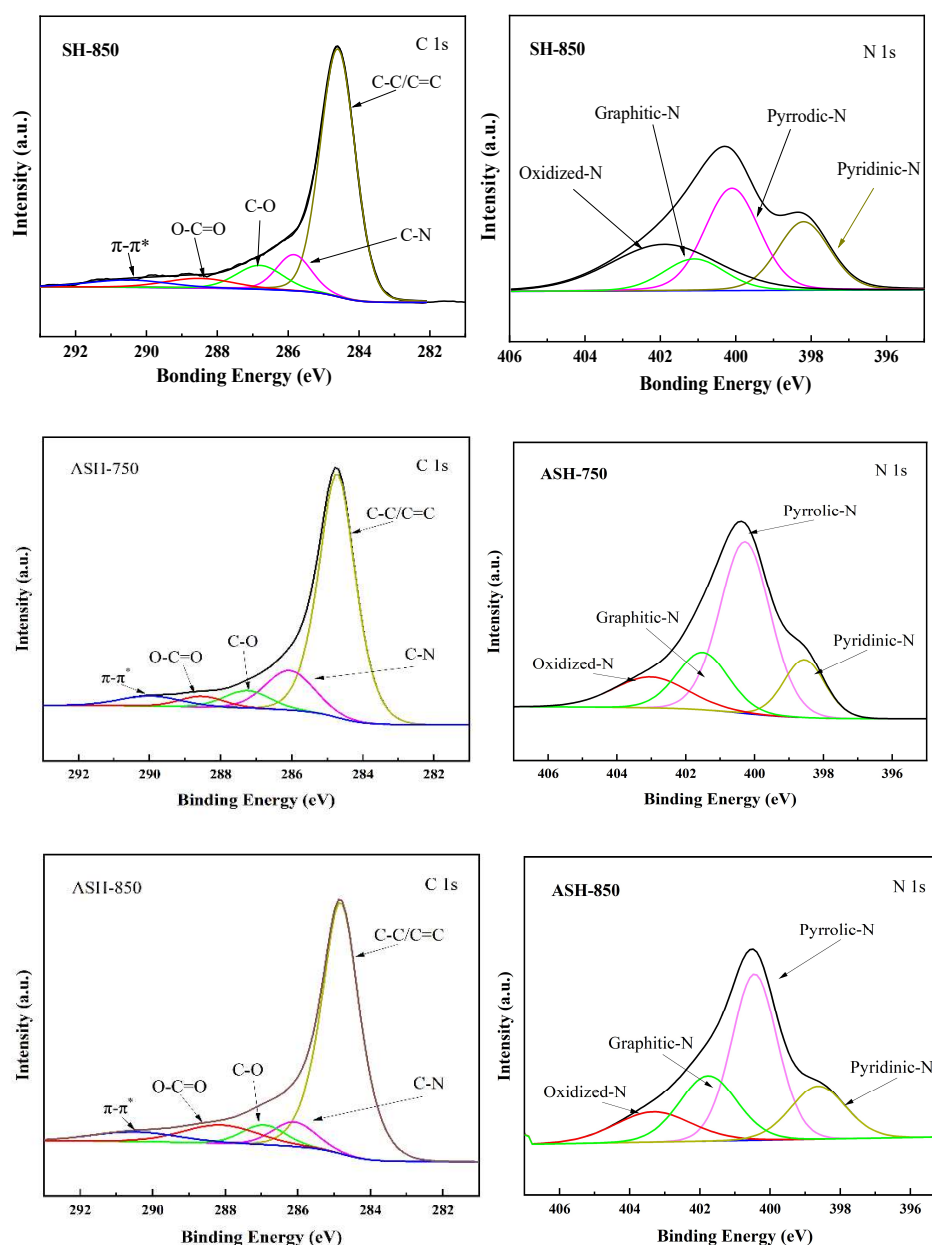 SH-850
C 1s
C-C/C=C
C-O
O-C=O
π-π*
C-N
Intensity (a.u.)
292 290 288 286 284 282
Bonding Energy (eV)
SH-850
N 1s
Graphitic-N
Pyrrodic-N
Oxidized-N
Pyridinic-N
Intensity (a.u.)
406 404 402 400 398 396
Bonding Energy (eV)
ASH-750
C 1s
C-C/C=C
C-O
O-C=O
C-N
π-π*
Intensity (a.u.)
292 290 288 286 284 282
Binding Energy (eV)
ASH-750
N 1s
Pyrrolic-N
Graphitic-N
Oxidized-N
Pyridinic-N
Intensity (a.u.)
406 404 402 400 398 396
Binding Energy (eV)
ASH-850
C 1s
C-C/C=C
C-O
O-C=O
C-N
π-π*
Intensity (a.u.)
292 290 288 286 284 282
Binding Energy (eV)
ASH-850
N 1s
Pyrrolic-N
Graphitic-N
Pyridinic-N
Oxidized-N
Intensity (a.u.)
406 404 402 400 398 396
Binding Energy (eV)